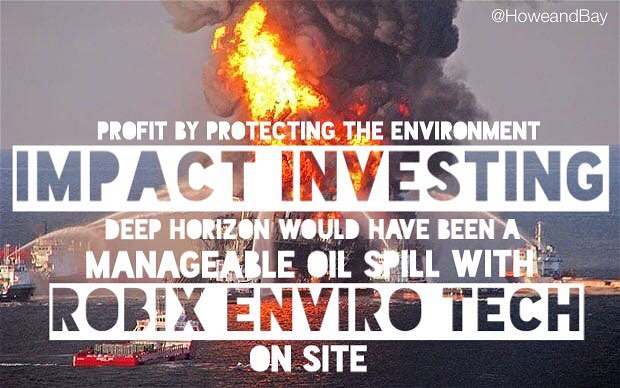 @HoweandBay
PROFIT BY PROTECTING THE ENVIRONMENT
IMPACT INVESTING
DEEP HORIZON WOULD HAVE BEEN A
MANAGEABLE OIL SPILL WITH
ROBIX ENVIRO TECH
ON SITE